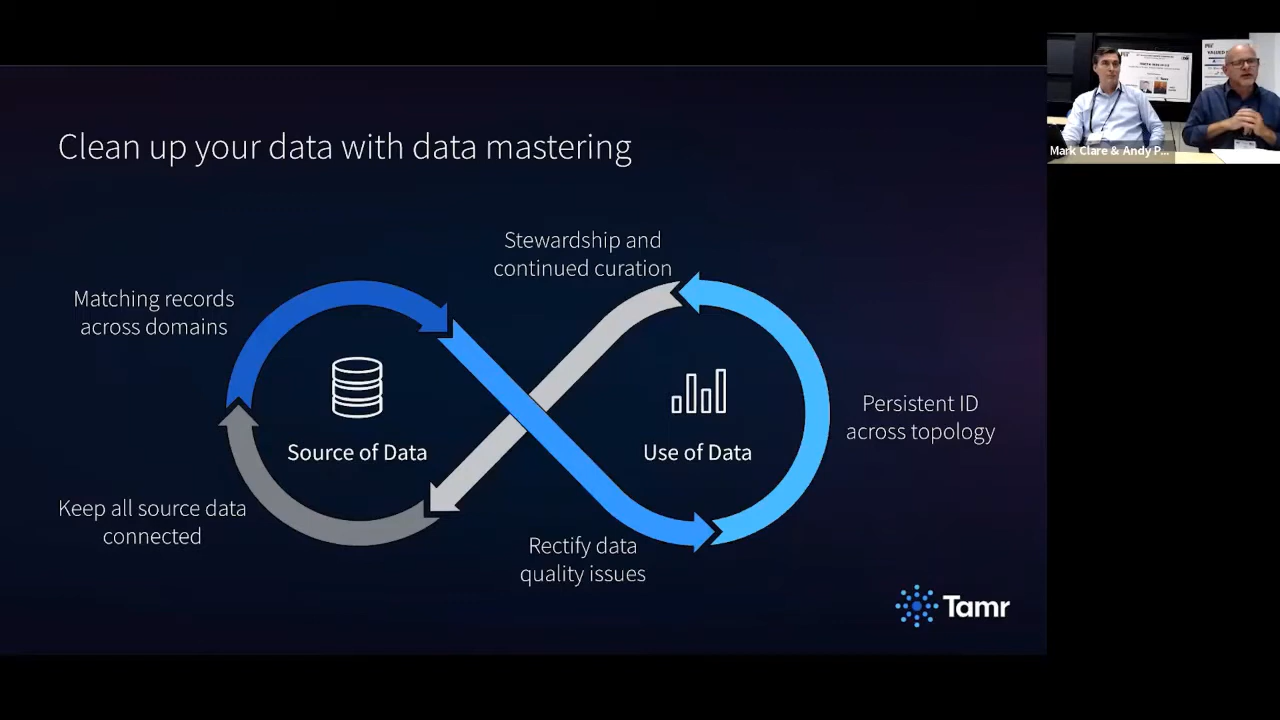 Clean up your data with data mastering
Stewardship and
continued curation
Matching records
across domains
Source of Data
Use of Data
Persistent ID
across topology
Keep all source data
connected
Rectify data
quality issues
Tamr
Mark Clare & Andy P...